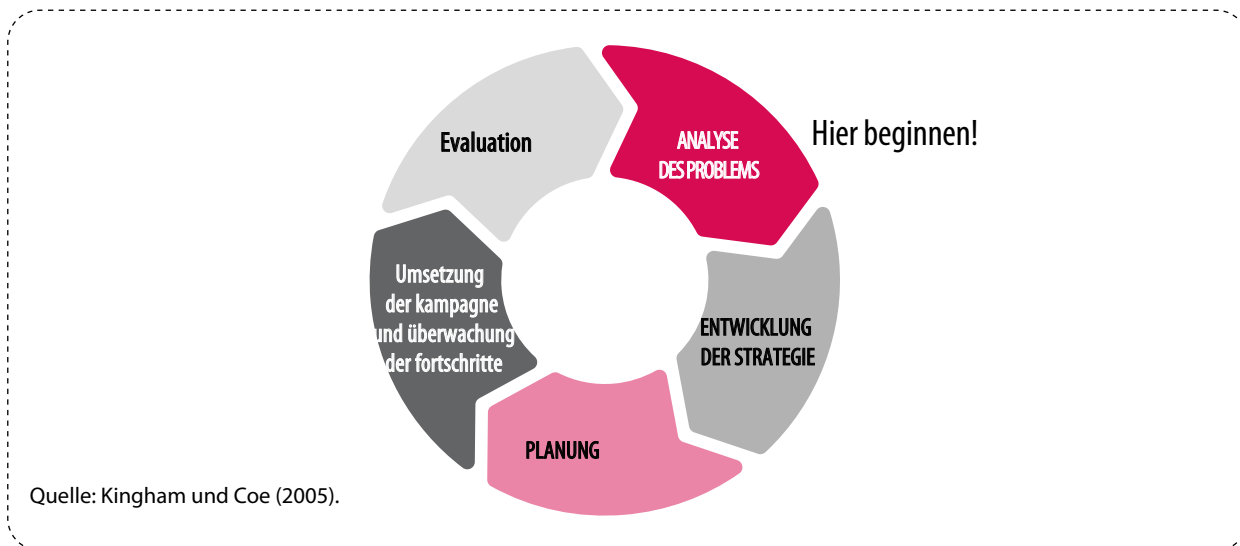 Hier beginnen!
ANALYSE
DES PROBLEMS
ENTWICKLUNG
DER STRATEGIE
PLANUNG
Umsetzung
der kampagne
und überwachung
der fortschritte
Evaluation
Quelle: Kingham und Coe (2005).